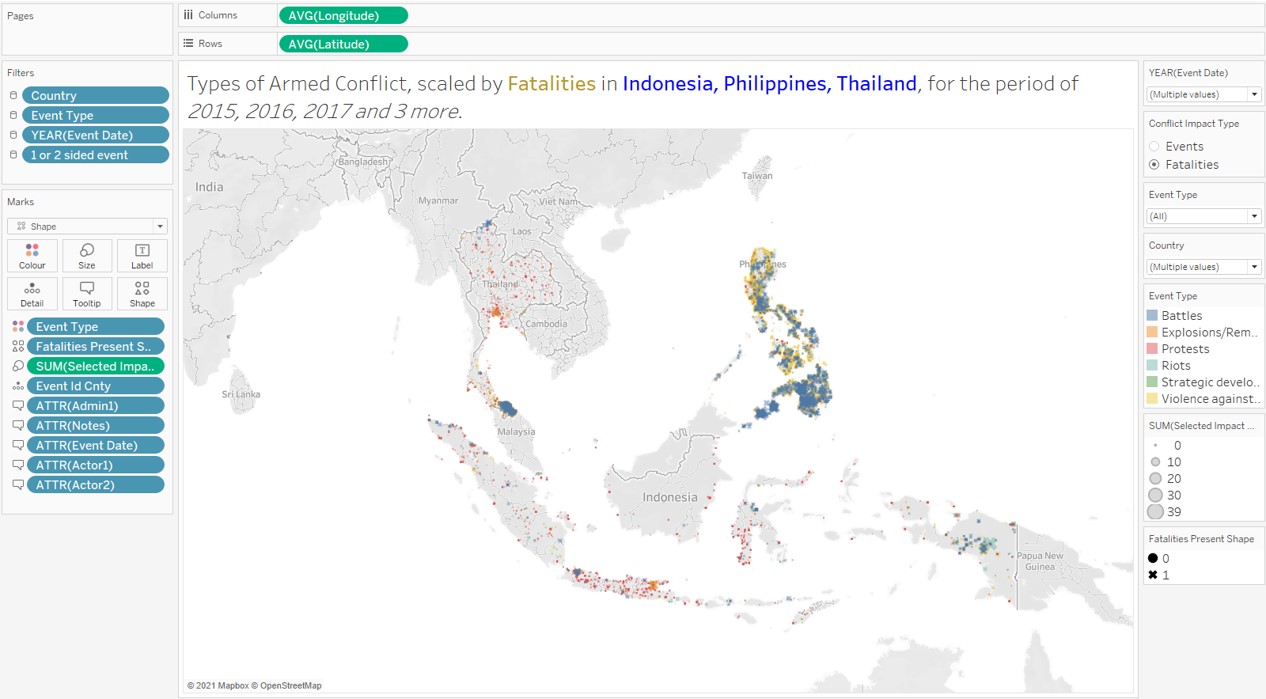 Pages
Columns
AVG(Longitude)
Rows
AVG(Latitude)
Filters
Country
Event Type
YEAR(Event Date)
1 or 2 sided event
Marks
Shape
Colour
Size
Label
Detail
Tooltip
Shape
Event Type
Fatalities Present S..
SUM(Selected Impa..
Event Id Cnty
ATTR(Admin1)
ATTR(Notes)
ATTR(Event Date)
ATTR(Actor1)
ATTR(Actor2)
Types of Armed Conflict, scaled by Fatalities in Indonesia, Philippines, Thailand, for the period of
2015, 2016, 2017 and 3 more.
India
Bangladesh
Myanmar
Viet Nam
Laos
Taiwan
Thailand
Cambodia
Philippines
Sri Lanka
Malaysia
Indonesia
Papua New
Guinea
© 2021 Mapbox © OpenStreetMap
YEAR(Event Date)
(Multiple values)
Conflict Impact Type
Events
Fatalities
Event Type
(All)
Country
(Multiple values)
Event Type
Battles
Explosions/Rem..
Protests
Riots
Strategic develo..
Violence against..
SUM(Selected Impact ...
0
10
20
30
39
Fatalities Present Shape
0
1